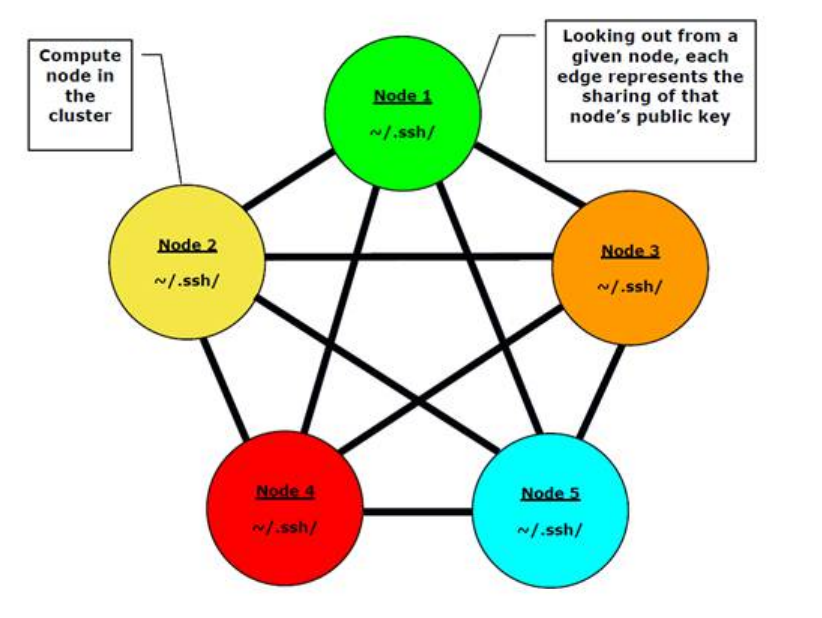 Compute
node in
the
cluster
Looking out from a
given node, each
edge represents the
sharing of that
node's public key
Node 1
~/.ssh/
Node 2
~/.ssh/
Node 3
~/.ssh/
Node 4
~/.ssh/
Node 5
~/.ssh/